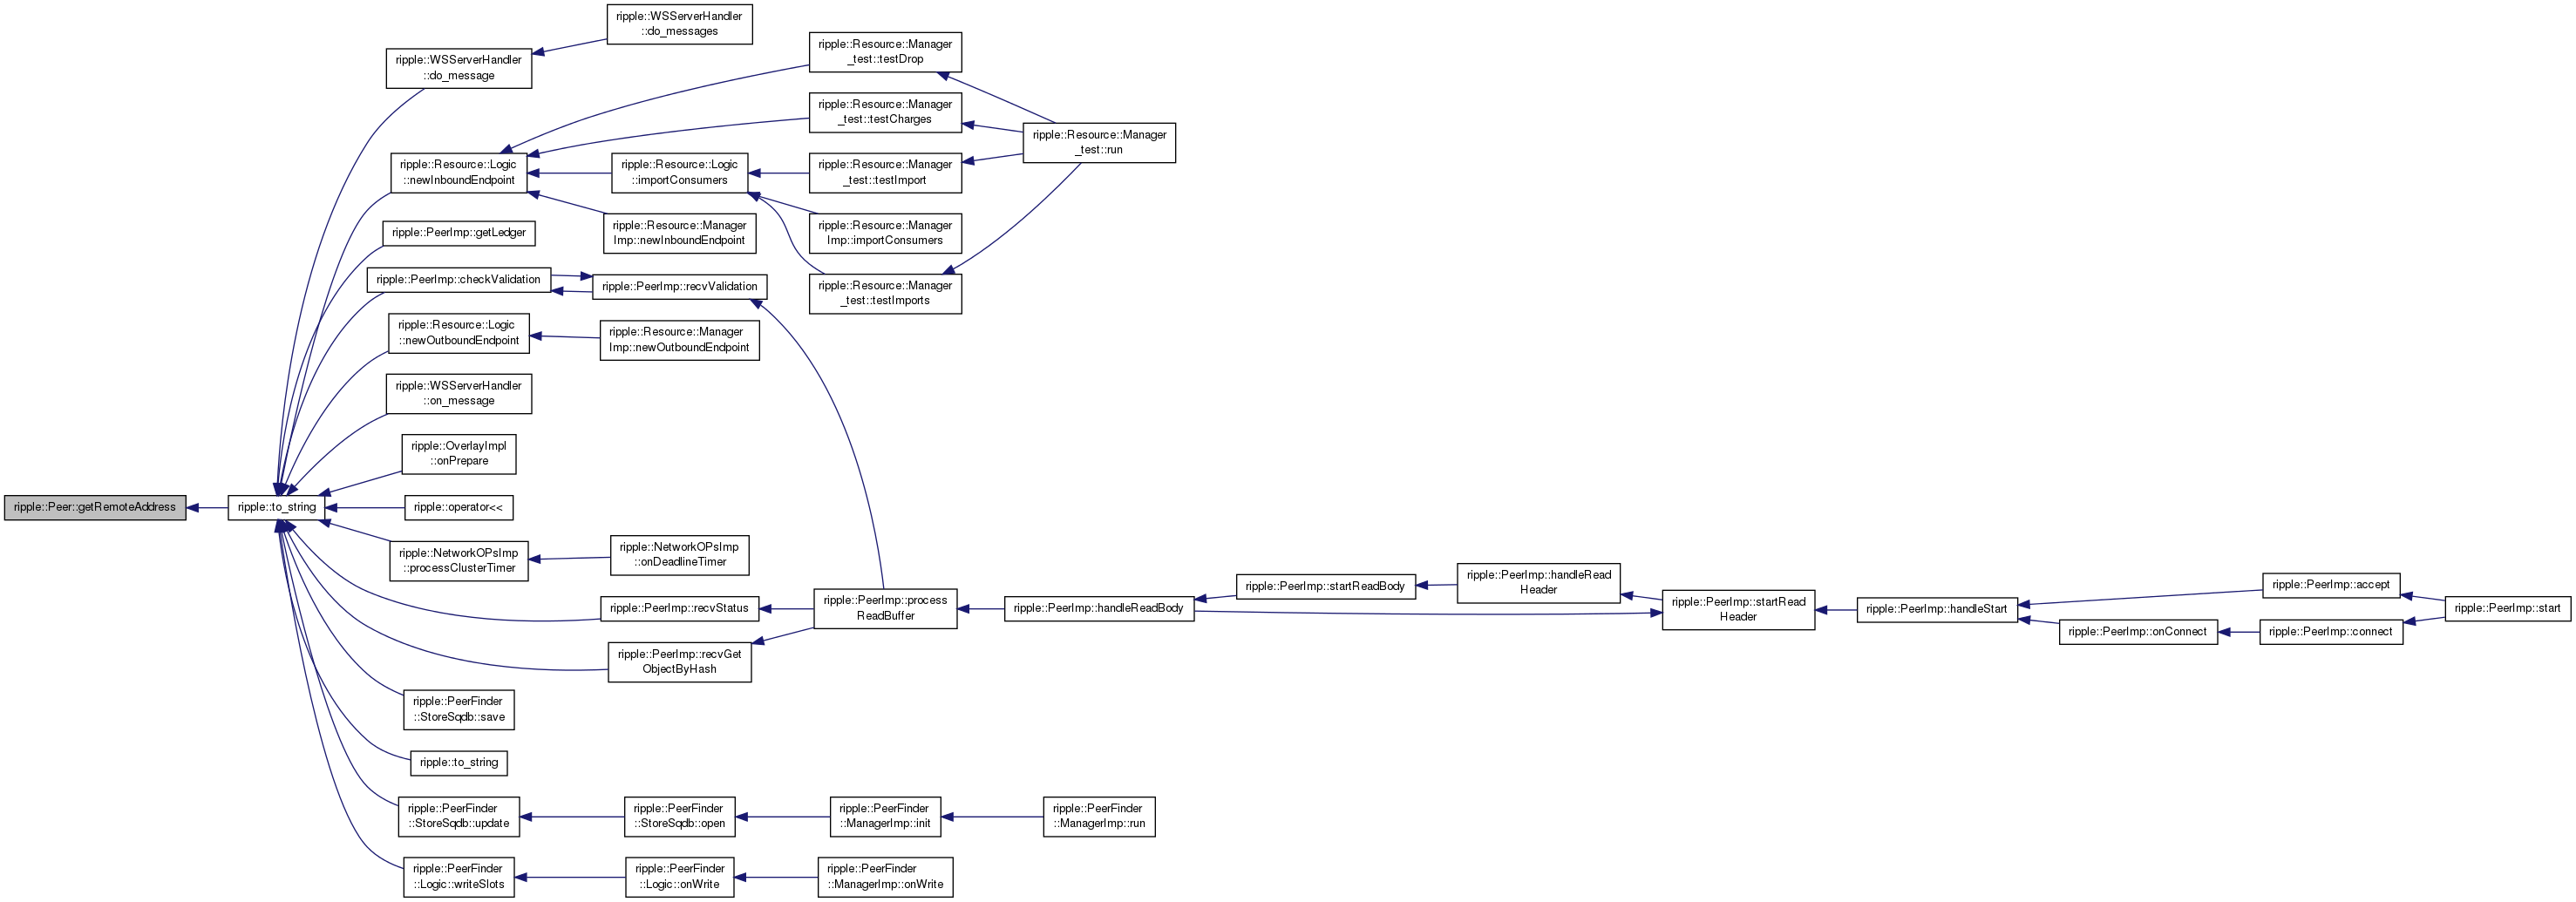 ripple::WSServerHandler
::do_messages
ripple::WSServerHandler
::do_message
ripple::Resource::Manager
_test::testDrop
ripple::Resource::Manager
_test::testCharges
ripple::Resource::Manager
_test::run
ripple::Resource::Logic
::newInboundEndpoint
ripple::Resource::Logic
::importConsumers
ripple::Resource::Manager
_test::testImport
ripple::PeerImp::getLedger
ripple::Resource::Manager
Imp::newInboundEndpoint
ripple::Resource::Manager
Imp::importConsumers
ripple::PeerImp::checkValidation
ripple::PeerImp::recvValidation
ripple::Resource::Manager
_test::testImports
ripple::Resource::Logic
::newOutboundEndpoint
ripple::Resource::Manager
Imp::newOutboundEndpoint
ripple::WSServerHandler
::on_message
ripple::OverlayImpl
::onPrepare
ripple::Peer::getRemoteAddress
ripple::to_string
ripple::operator<<
ripple::NetworkOPsImp
::processClusterTimer
ripple::NetworkOPsImp
::onDeadlineTimer
ripple::PeerImp::recvStatus
ripple::PeerImp::process
ReadBuffer
ripple::PeerImp::handleReadBody
ripple::PeerImp::startReadBody
ripple::PeerImp::handleRead
Header
ripple::PeerImp::startRead
Header
ripple::PeerImp::handleStart
ripple::PeerImp::accept
ripple::PeerImp::onConnect
ripple::PeerImp::connect
ripple::PeerImp::start
ripple::PeerImp::recvGet
ObjectByHash
ripple::PeerFinder
::StoreSqdb::save
ripple::to_string
ripple::PeerFinder
::StoreSqdb::update
ripple::PeerFinder
::StoreSqdb::open
ripple::PeerFinder
::ManagerImp::init
ripple::PeerFinder
::ManagerImp::run
ripple::PeerFinder
::Logic::writeSlots
ripple::PeerFinder
::Logic::onWrite
ripple::PeerFinder
::ManagerImp::onWrite